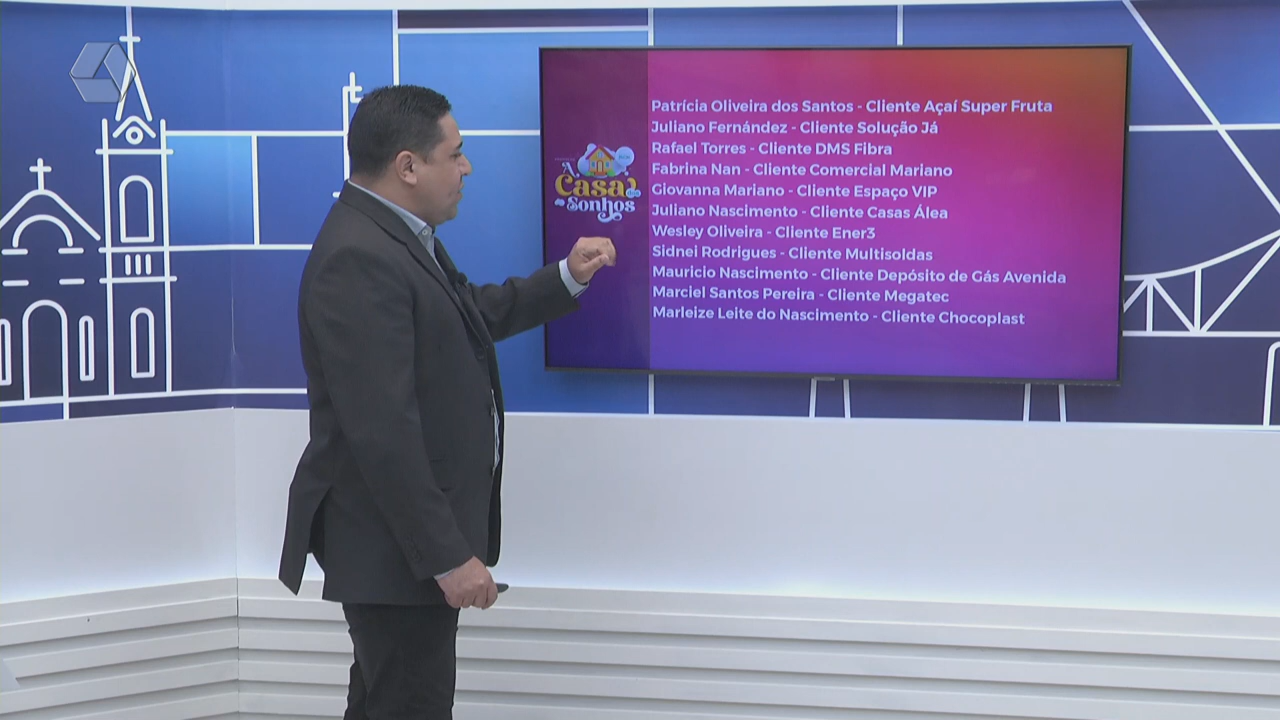 A
Casa dos
Sonhos
Patrícia Oliveira dos Santos - Cliente Açaí Super Fruta
Juliano Fernández - Cliente Solução Já
Rafael Torres - Cliente DMS Fibra
Fabrina Nan - Cliente Comercial Mariano
Giovanna Mariano - Cliente Espaço VIP
Juliano Nascimento - Cliente Casas Álea
Wesley Oliveira - Cliente Ener3
Sidnei Rodrigues - Cliente Multisoldas
Mauricio Nascimento - Cliente Depósito de Gás Avenida
Marciel Santos Pereira - Cliente Megatec
Marleize Leite do Nascimento - Cliente Chocoplast